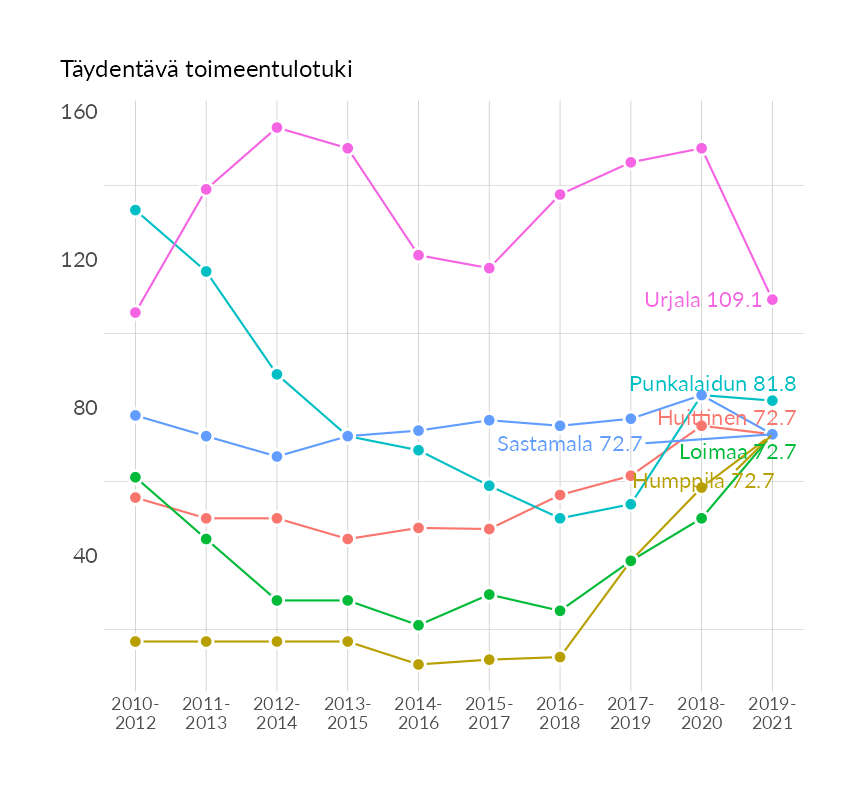 Täydentävä toimeentulotuki
160
120
80
40
Urjala 109.1
Punkalaidun 81.8
Huittinen 72.7
Sastamala 72.7
Loimaa 72.7
Humppila 72.7
2010- 2011- 2012- 2013- 2014- 2015- 2016- 2017- 2018- 2019-
2012 2013 2014 2015 2016 2017 2018 2019 2020 2021